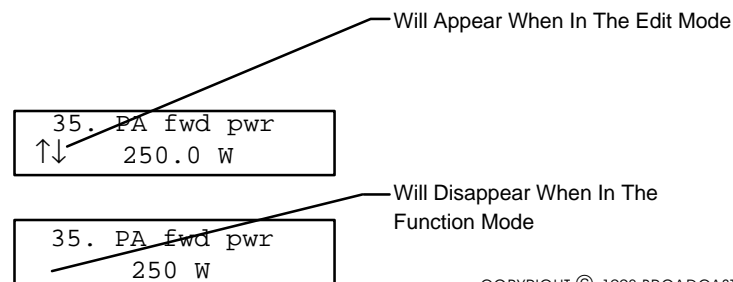 Will Appear When In The Edit Mode
35. PA fwd pwr
↑↓ 250.0 W
Will Disappear When In The
Function Mode
35. PA fwd pwr
250 W